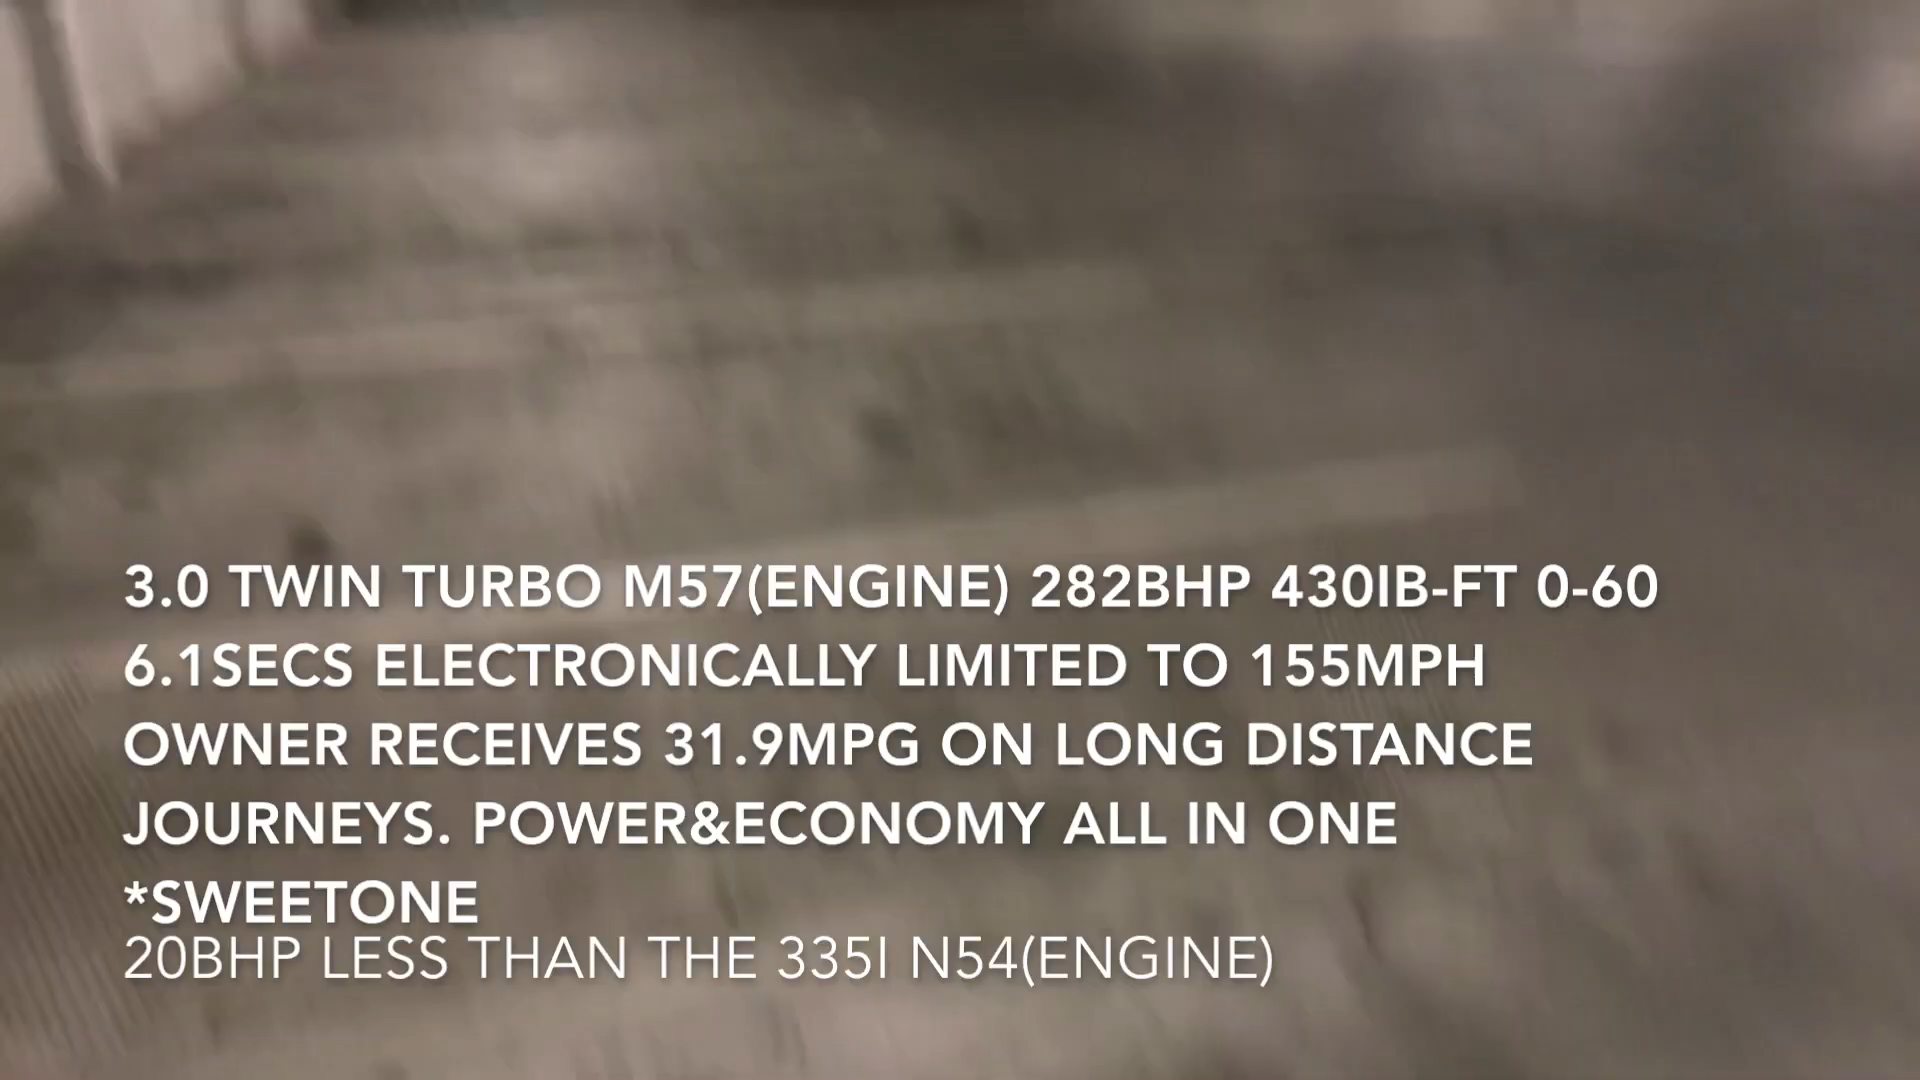 3.0 TWIN TURBO M57(ENGINE) 282BHP 430IB-FT 0-60
6.1SECS ELECTRONICALLY LIMITED TO 155MPH
OWNER RECEIVES 31.9MPG ON LONG DISTANCE
JOURNEYS. POWER&ECONOMY ALL IN ONE
*SWEETONE
20BHP LESS THAN THE 335I N54(ENGINE)